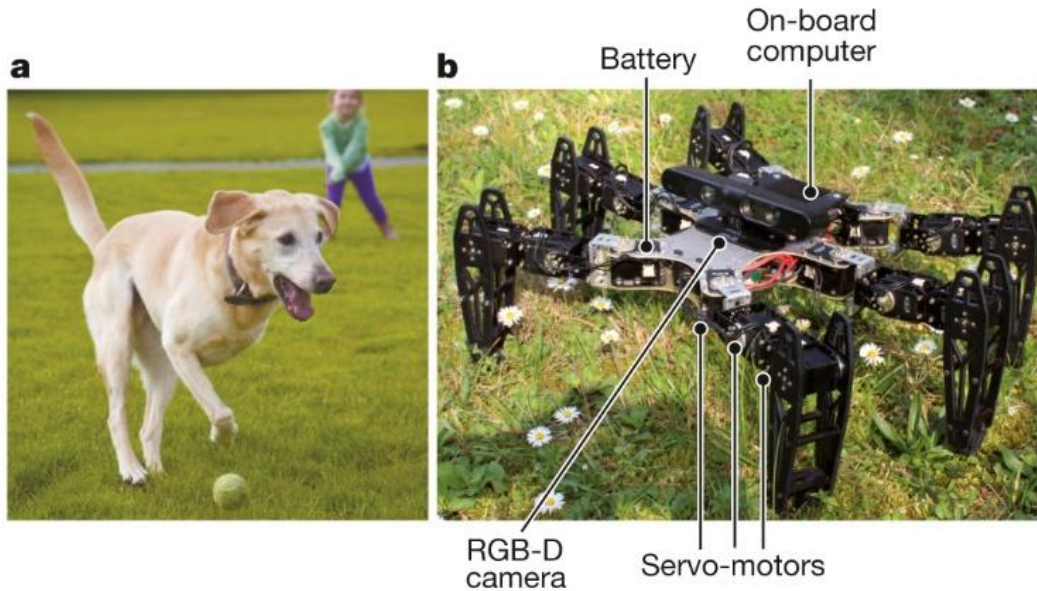 a
b
Battery
On-board
computer
RGB-D
camera
Servo-motors